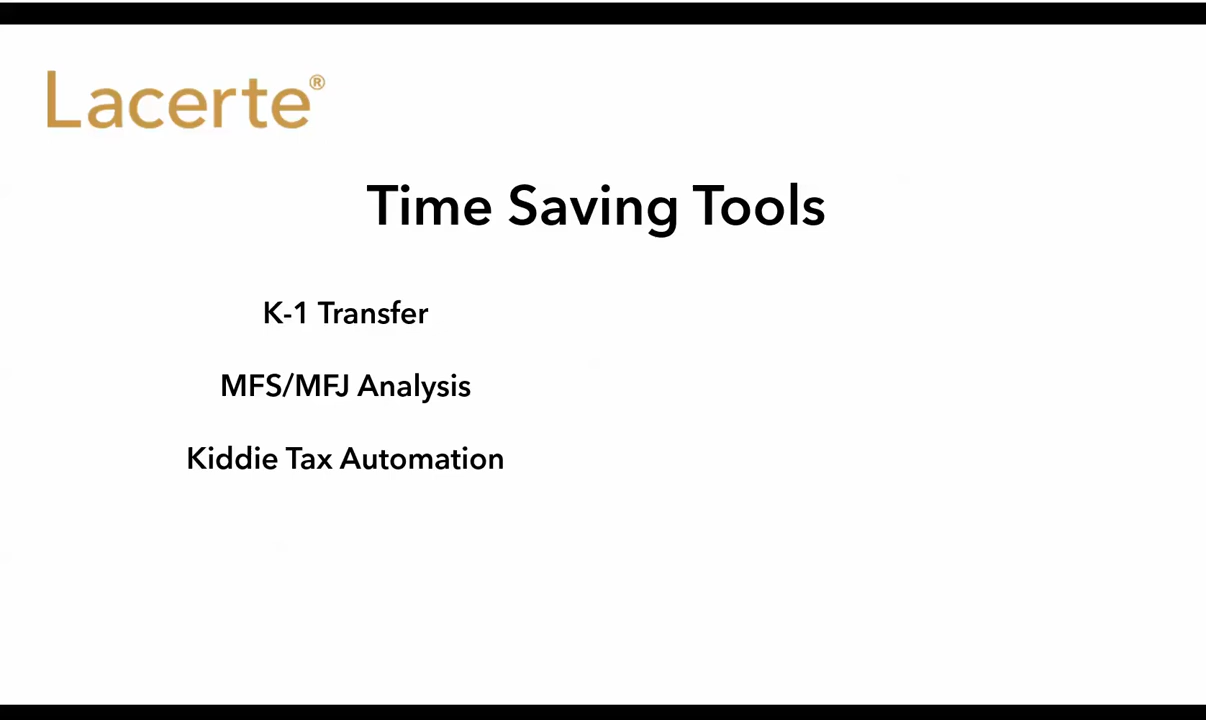 Lacerte®
Time Saving Tools
K-1 Transfer
MFS/MFJ Analysis
Kiddie Tax Automation